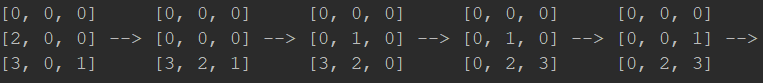 [0, 0, 0]     [0, 0, 0]     [0, 0, 0]     [0, 0, 0]     [0, 0, 0]
[2, 0, 0] --> [0, 0, 0] --> [0, 1, 0] --> [0, 1, 0] --> [0, 0, 1] -->
[3, 0, 1]     [3, 2, 1]     [3, 2, 0]     [0, 2, 3]     [0, 2, 3]